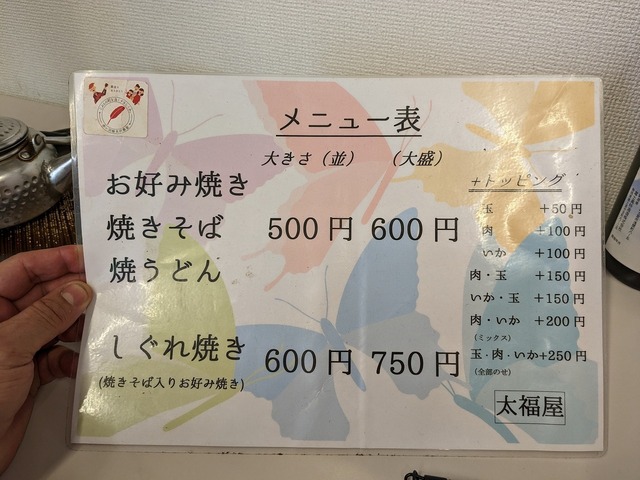 メニュー表
大きさ（並） （大盛）
お好み焼き
焼きそば 500円 600円
焼うどん
しぐれ焼き 600円 750円
(焼きそば入りお好み焼き)
+トッピング
玉 +50円
肉 +100円
いか +100円
肉・玉 +150円
いか・玉 +150円
肉・いか +200円
(ミックス)
玉・肉・いか+250円
(全部のせ)
太福屋